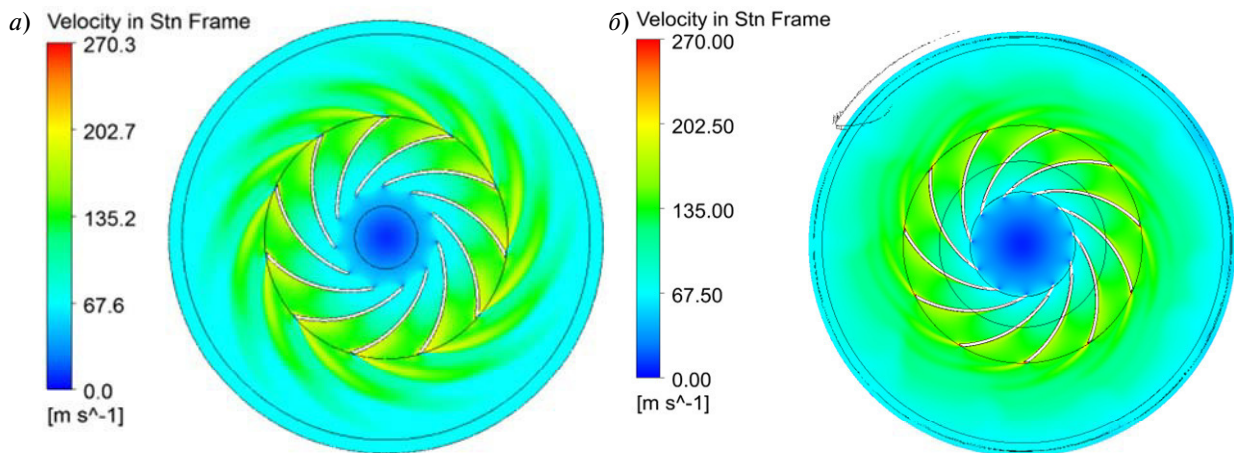 а) Velocity in Stn Frame
270.3
202.7
135.2
67.6
0.0
[m s^-1]
б) Velocity in Stn Frame
270.00
202.50
135.00
67.50
0.00
[m s^-1]